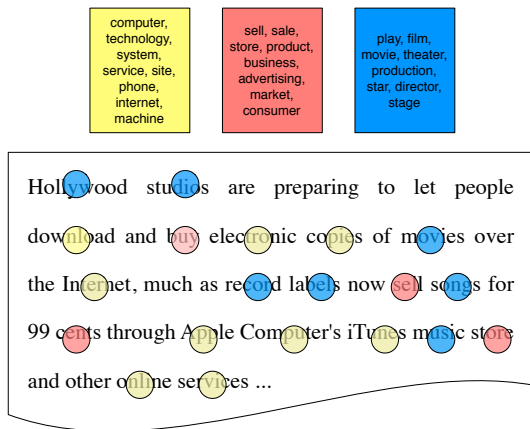 computer,
technology,
system,
service, site,
phone,
internet,
machine
sell, sale,
store, product,
business,
advertising,
market,
consumer
play, film,
movie, theater,
production,
star, director,
stage
Hollywood studios are preparing to let people
download and buy electronic copies of movies over
the Internet, much as record labels now sell songs for
99 cents through Apple Computer's iTunes music store
and other online services ...